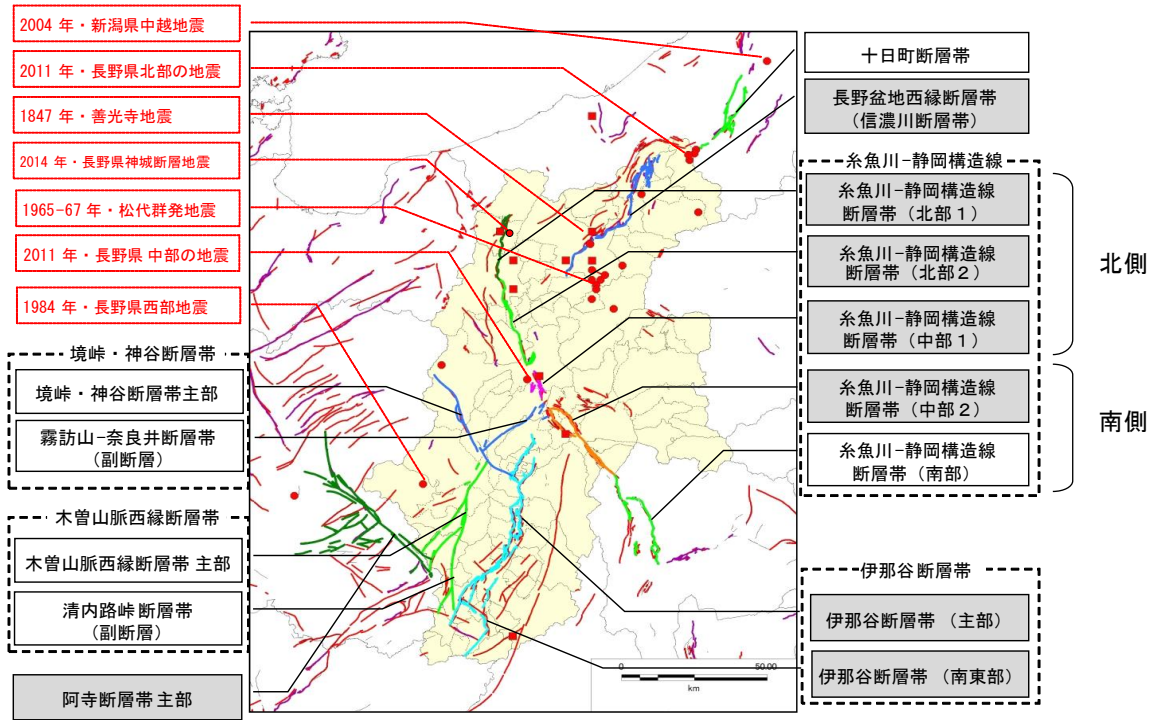 2004 年・新潟県中越地震
2011 年・長野県北部の地震
1847 年・善光寺地震
2014 年・長野県神城断層地震
1965-67 年・松代群発地震
2011 年・長野県 中部の地震
1984 年・長野県西部地震
境峠・神谷断層帯
境峠・神谷断層帯主部
霧訪山-奈良井断層帯
(副断層)
木曽山脈西縁断層帯
木曽山脈西縁断層帯 主部
清内路峠 断層帯
(副断層)
阿寺断層帯 主部
十日町断層帯
長野盆地西縁断層帯
(信濃川断層帯)
糸魚川-静岡構造線
糸魚川-静岡構造線
断層帯(北部1)
糸魚川-静岡構造線
断層帯(北部2)
糸魚川-静岡構造線
断層帯(中部1)
糸魚川-静岡構造線
断層帯(中部2)
糸魚川-静岡構造線
断層帯 (南部)
北側
南側
伊那谷断層帯
伊那谷断層帯 (主部)
伊那谷断層帯 (南東部)
0 50.00
km